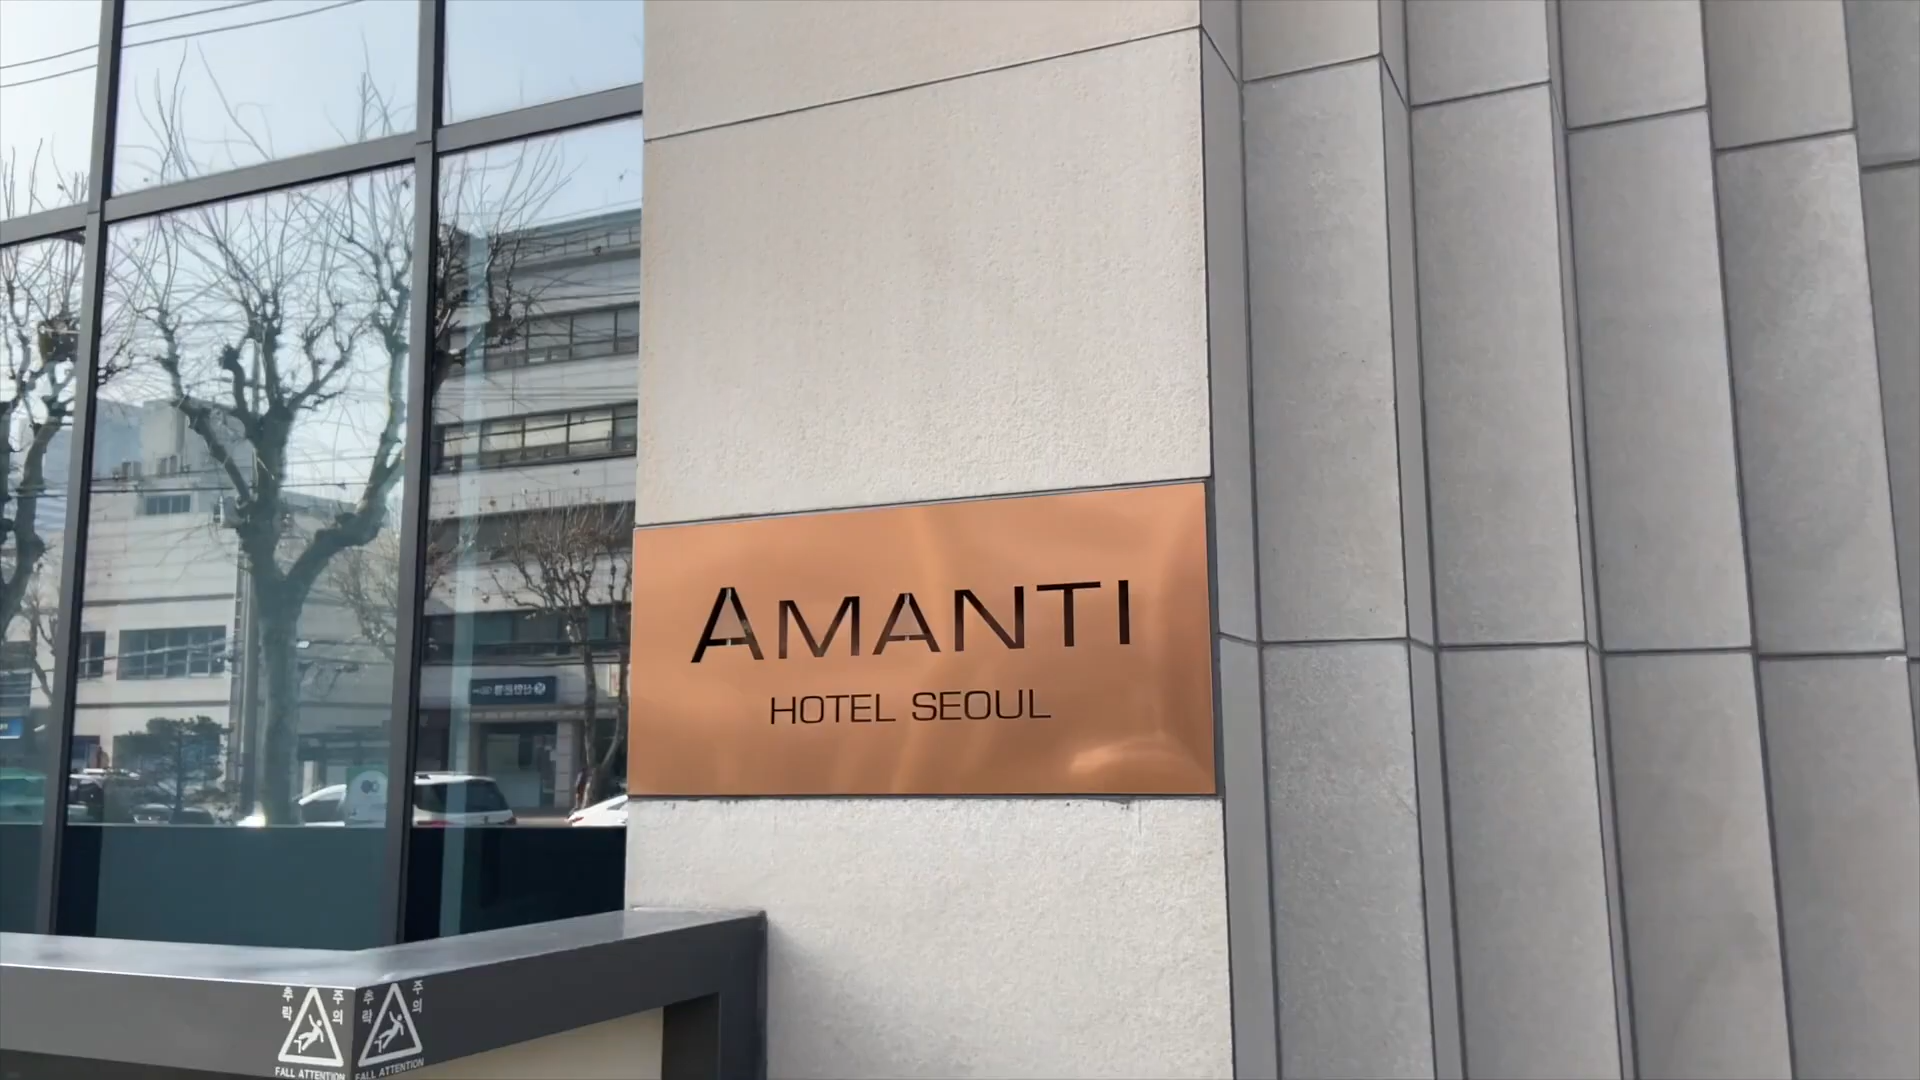 AMANTI
HOTEL SEOUL
추락 주의
FALL ATTENTION
추락 주의
FALL ATTENTION